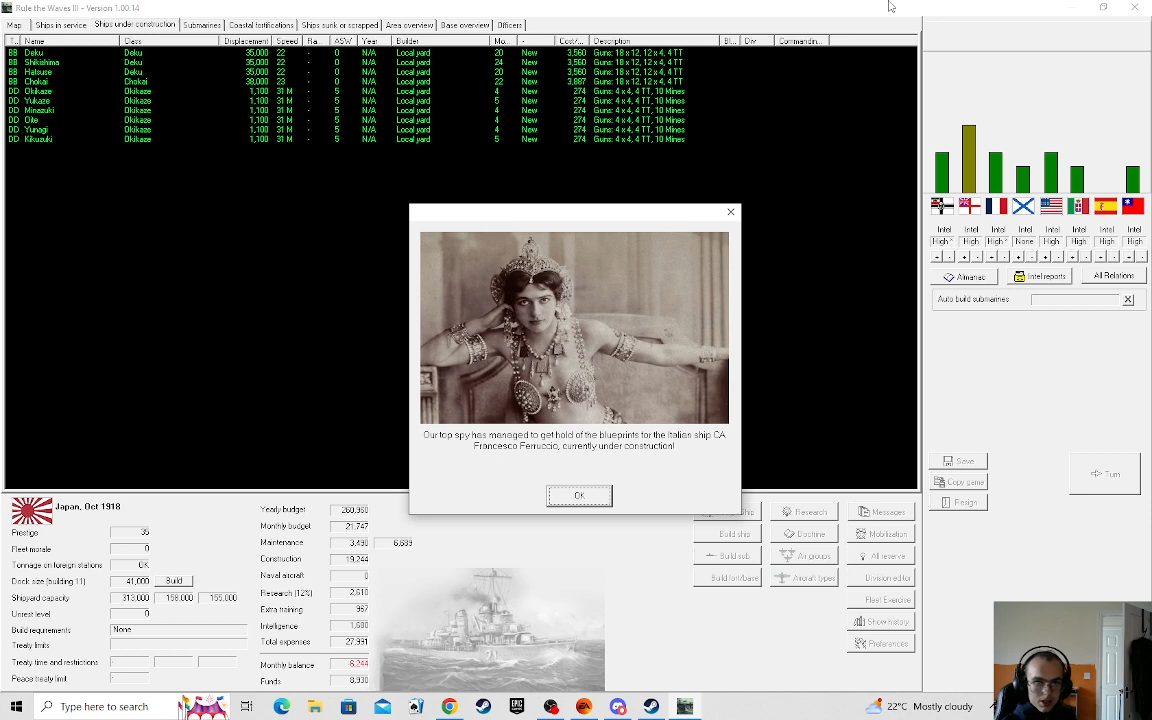 Rule the Waves III - Version 1.00.14
Map Ships in service Ships under construction Submarines Coastal fortifications Ships sunk or scrapped Area overview Base overview Officers
T... Name Class Displacement Speed Ra... ASW Year Builder Mo... - Cost/... Description Bl... Div Commandin...
BB Deku Deku 35,000 22 - 0 N/A Local yard 20 New 3,560 Guns: 18 x 12, 12 x 4, 4 TT
BB Shikishima Deku 35,000 22 - 0 N/A Local yard 24 New 3,560 Guns: 18 x 12, 12 x 4, 4 TT
BB Hatsuse Deku 35,000 22 - 0 N/A Local yard 20 New 3,560 Guns: 18 x 12, 12 x 4, 4 TT
BB Chokai Chokai 38,000 23 - 0 N/A Local yard 22 New 3,887 Guns: 18 x 12, 12 x 4, 4 TT
DD Okikaze Okikaze 1,100 31 M - 5 N/A Local yard 4 New 274 Guns: 4 x 4, 4 TT, 10 Mines
DD Yukaze Okikaze 1,100 31 M - 5 N/A Local yard 5 New 274 Guns: 4 x 4, 4 TT, 10 Mines
DD Minazuki Okikaze 1,100 31 M - 5 N/A Local yard 4 New 274 Guns: 4 x 4, 4 TT, 10 Mines
DD Oite Okikaze 1,100 31 M - 5 N/A Local yard 4 New 274 Guns: 4 x 4, 4 TT, 10 Mines
DD Yunagi Okikaze 1,100 31 M - 5 N/A Local yard 4 New 274 Guns: 4 x 4, 4 TT, 10 Mines
DD Kikuzuki Okikaze 1,100 31 M - 5 N/A Local yard 5 New 274 Guns: 4 x 4, 4 TT, 10 Mines
Intel Intel Intel Intel Intel Intel Intel Intel
High * High High * None High High High High
+ - + - + - + - + - + - + - + -
Almanac Intel reports All Relations
Auto build submarines
Our top spy has managed to get hold of the blueprints for the Italian ship CA
Francesco Ferruccio, currently under construction!
OK
Save
Copy game
Resign
Turn
Japan, Oct 1918
Prestige 35
Fleet morale 0
Tonnage on foreign stations OK
Dock size (building 11) 41,000 Build
Shipyard capacity 313,000 158,000 155,000
Unrest level 0
Build requirements None
Treaty limits
Treaty time and restrictions -
Peace treaty limit -
Yearly budget 260,960
Monthly budget 21,747
Maintenance 3,490 6,689
Construction 19,244
Naval aircraft 0
Research (12%) 2,610
Extra training 967
Intelligence 1,680
Total expenses 27,991
Monthly balance -6,244
Funds 8,930
Research Messages
Build ship Doctrine Mobilization
Build sub Air groups All reserve
Build fort/base Aircraft types Division editor
Fleet Exercise
Show history
Preferences
Type here to search
22°C Mostly cloudy